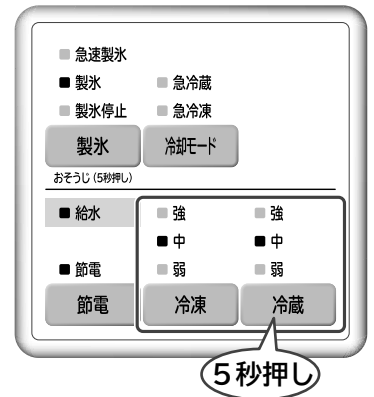 急速製氷
製氷 急冷蔵
製氷停止 急冷凍
製氷 冷却モード
おそうじ（5秒押し）
給水 強 強
中 中
節電 弱 弱
節電 冷凍 冷蔵
5秒押し